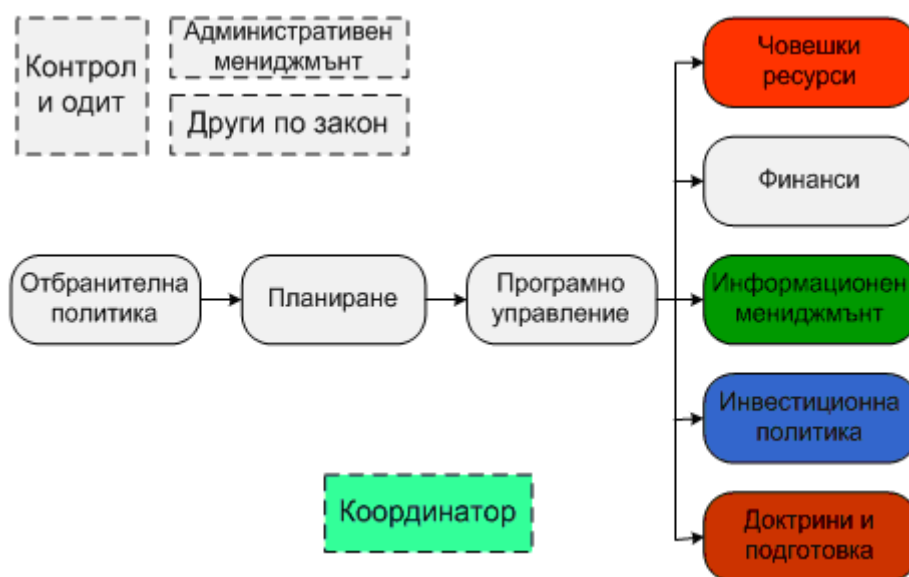 Контрол
и одит
Административен
мениджмънт
Други по закон
Отбранителна
политика
Планиране
Програмно
управление
Човешки
ресурси
Финанси
Информационен
мениджмънт
Инвестиционна
политика
Доктрини и
подготовка
Координатор